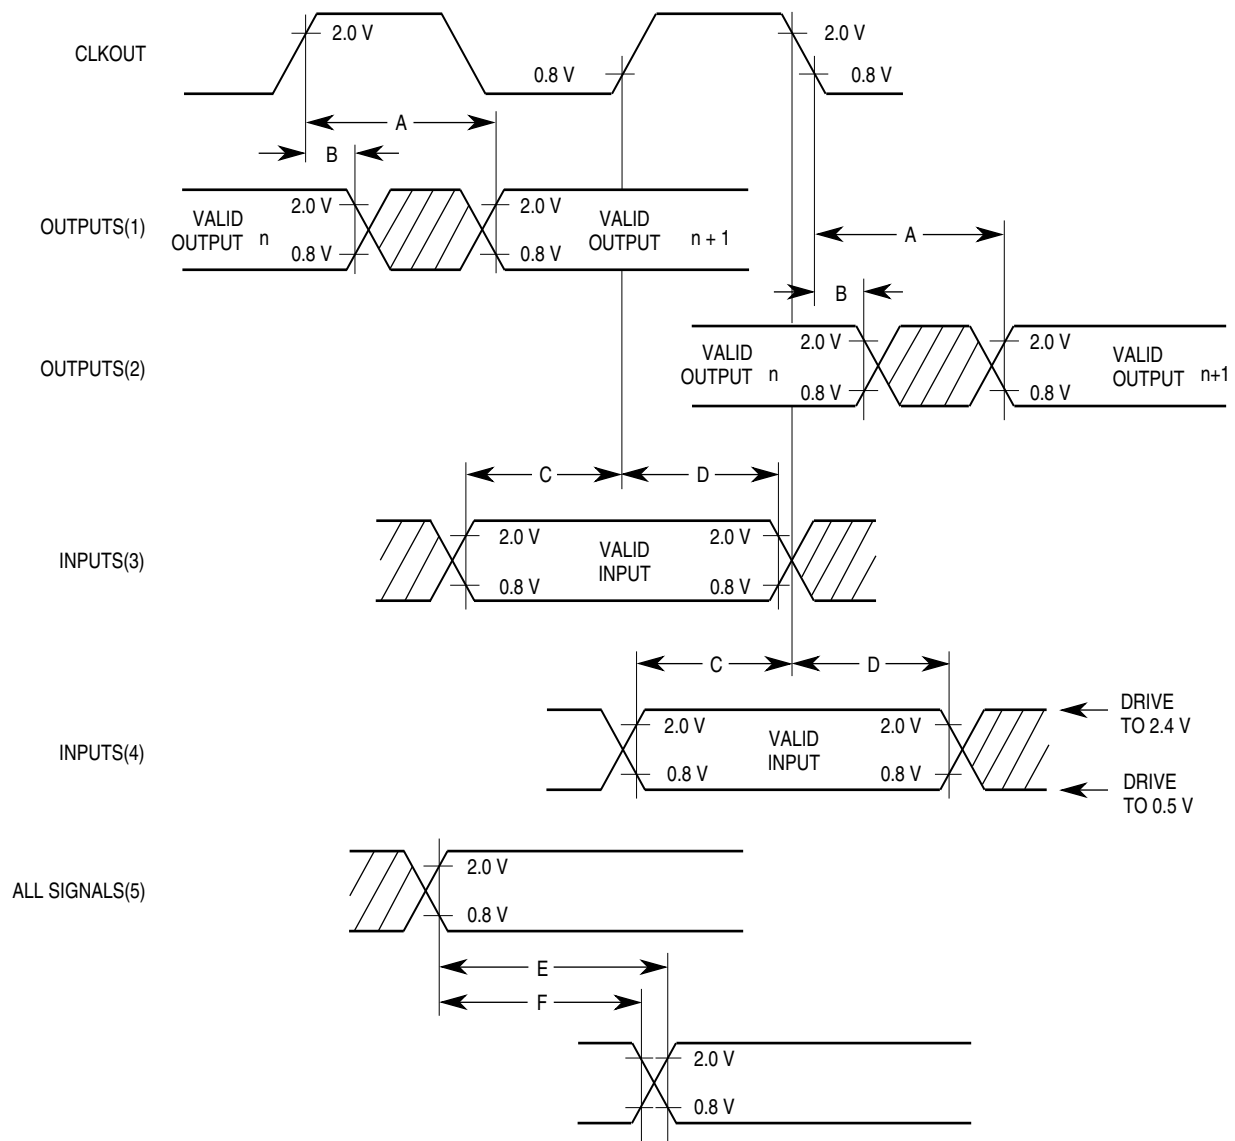 CLKOUT
2.0 V
2.0 V
0.8 V
0.8 V
A
B
OUTPUTS(1)
VALID
OUTPUT n
2.0 V
0.8 V
2.0 V
0.8 V
VALID
OUTPUT
n + 1
A
B
OUTPUTS(2)
VALID
OUTPUT n
2.0 V
0.8 V
2.0 V
0.8 V
VALID
OUTPUT
n+1
C
D
INPUTS(3)
2.0 V
0.8 V
VALID
INPUT
2.0 V
0.8 V
C
D
INPUTS(4)
2.0 V
0.8 V
VALID
INPUT
2.0 V
0.8 V
DRIVE
TO 2.4 V
DRIVE
TO 0.5 V
ALL SIGNALS(5)
2.0 V
0.8 V
E
F
2.0 V
0.8 V